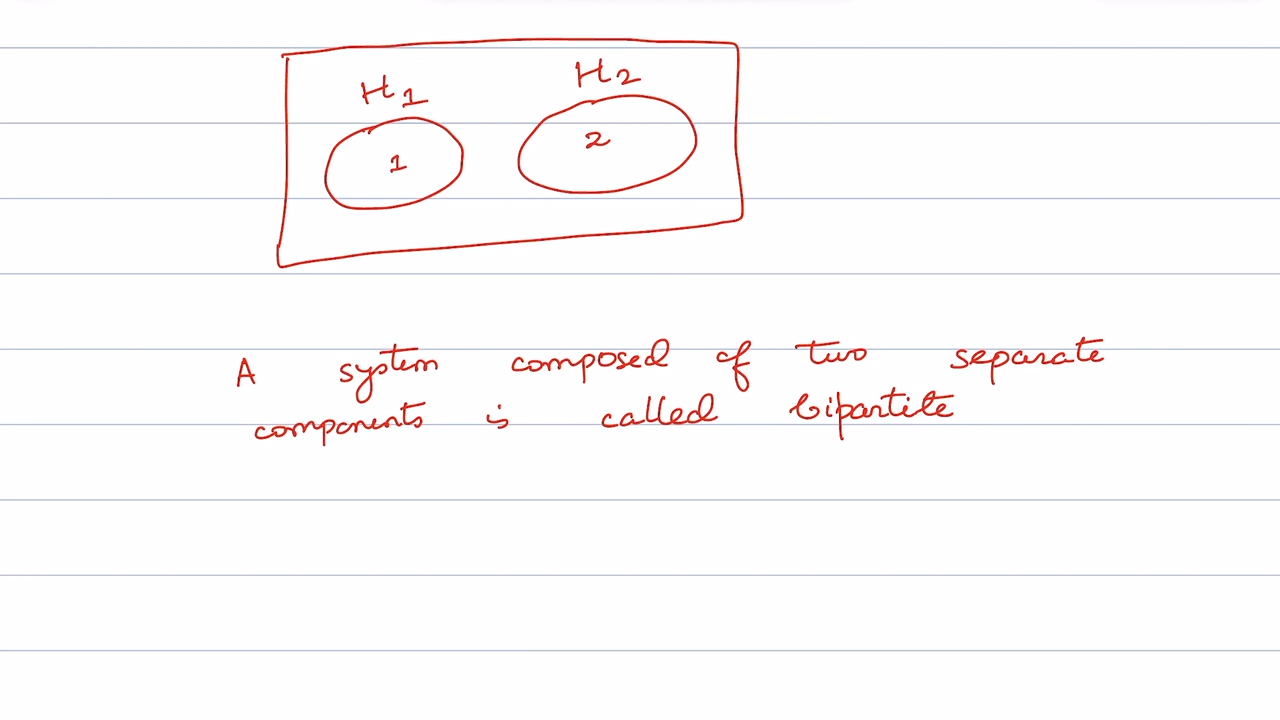 H₁ H₂
1 2
A system composed of two separate
components is called bipartite